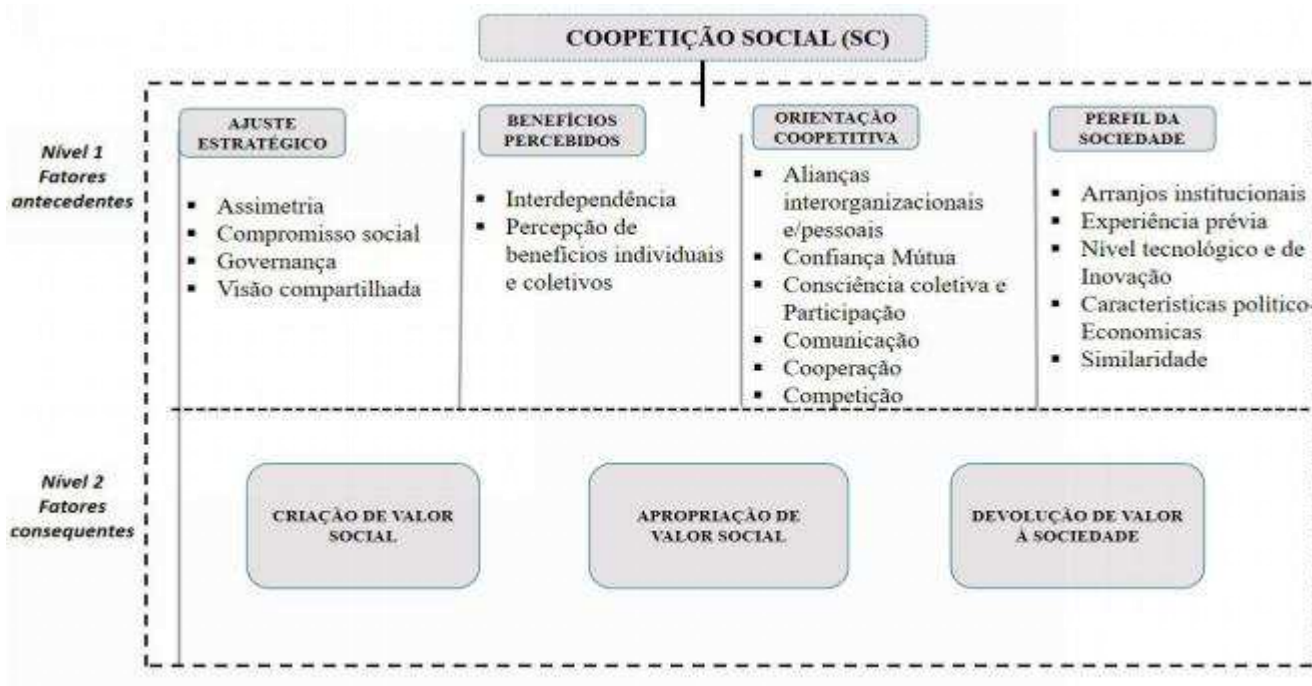 COOPETIÇÃO SOCIAL (SC)
Nível 1
Fatores
antecedentes
AJUSTE
ESTRATÉGICO
▪ Assimetria
▪ Compromisso social
▪ Governança
▪ Visão compartilhada
BENEFÍCIOS
PERCEBIDOS
▪ Interdependência
▪ Percepção de
benefícios individuais
e coletivos
ORIENTAÇÃO
COOPETITIVA
▪ Alianças
interorganizacionais
e/pessoais
▪ Confiança Mútua
▪ Consciência coletiva e
Participação
▪ Comunicação
▪ Cooperação
▪ Competição
PERFIL DA
SOCIEDADE
▪ Arranjos institucionais
▪ Experiência prévia
▪ Nível tecnológico e de
Inovação
▪ Características político-
Economicas
▪ Similaridade
Nível 2
Fatores
consequentes
CRIAÇÃO DE VALOR
SOCIAL
APROPRIAÇÃO DE
VALOR SOCIAL
DEVOLUÇÃO DE VALOR
À SOCIEDADE